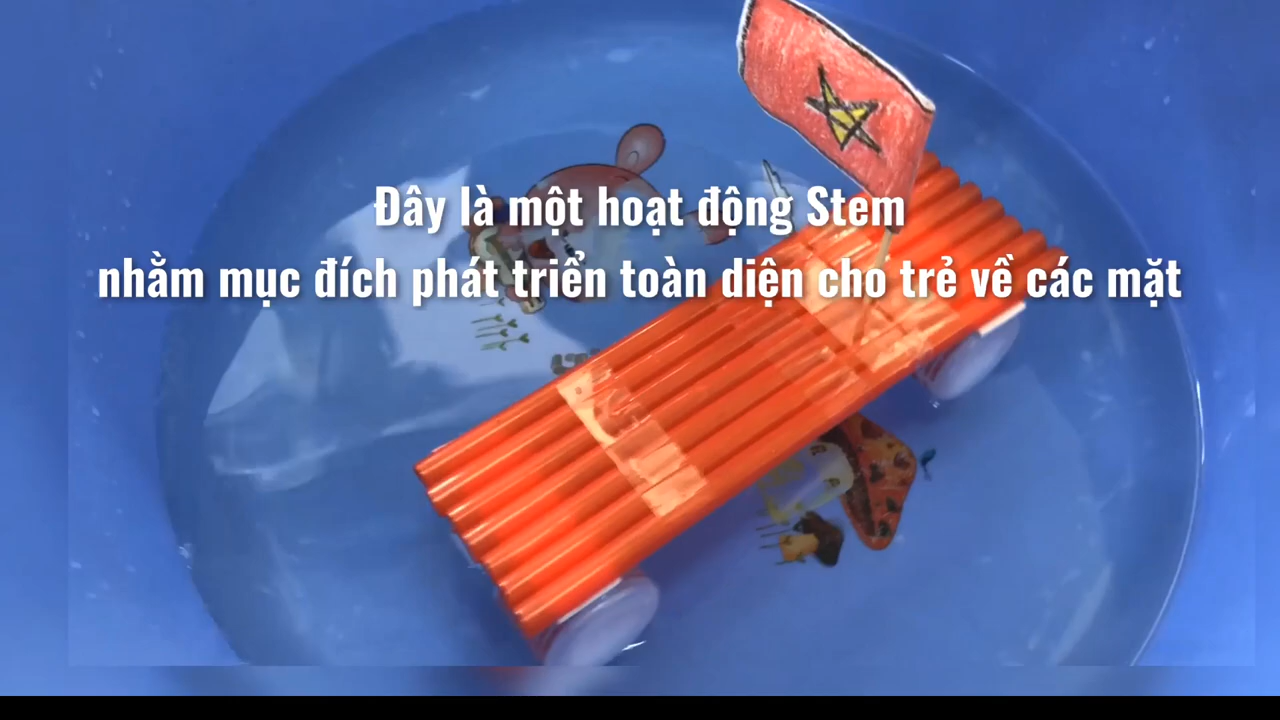 Đây là một hoạt động Stem
nhằm mục đích phát triển toàn diện cho trẻ về các mặt